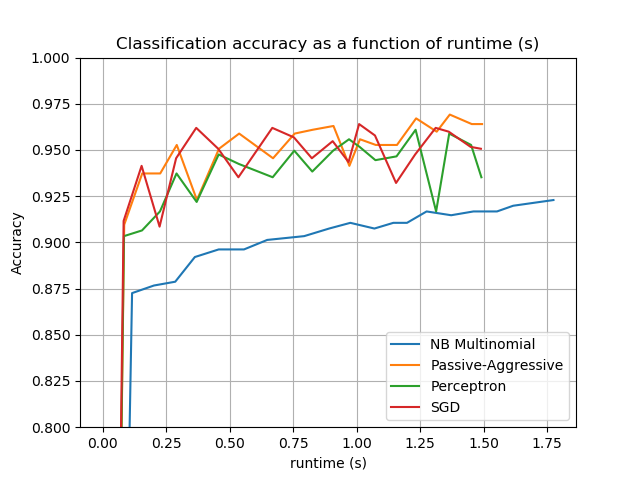 Classification accuracy as a function of runtime (s)
1.000
0.975
0.950
0.925
0.900
0.875
0.850
0.825
0.800
Accuracy
NB Multinomial
Passive-Aggressive
Perceptron
SGD
0.00 0.25 0.50 0.75 1.00 1.25 1.50 1.75
runtime (s)